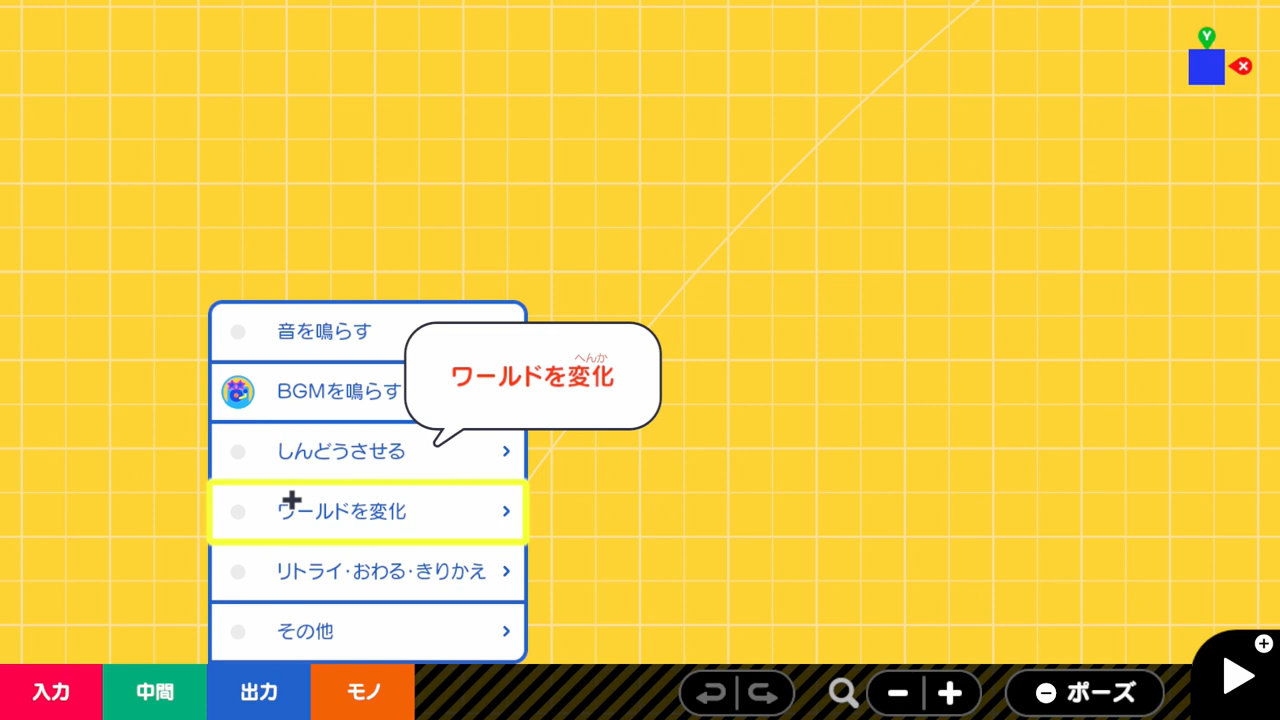 Y
X
音を鳴らす
へんか
ワールドを変化
BGMを鳴らす
しんどうさせる
ワールドを変化
リトライ·おわる·きりかえ
その他
入力
中間
出力
モノ
ポーズ